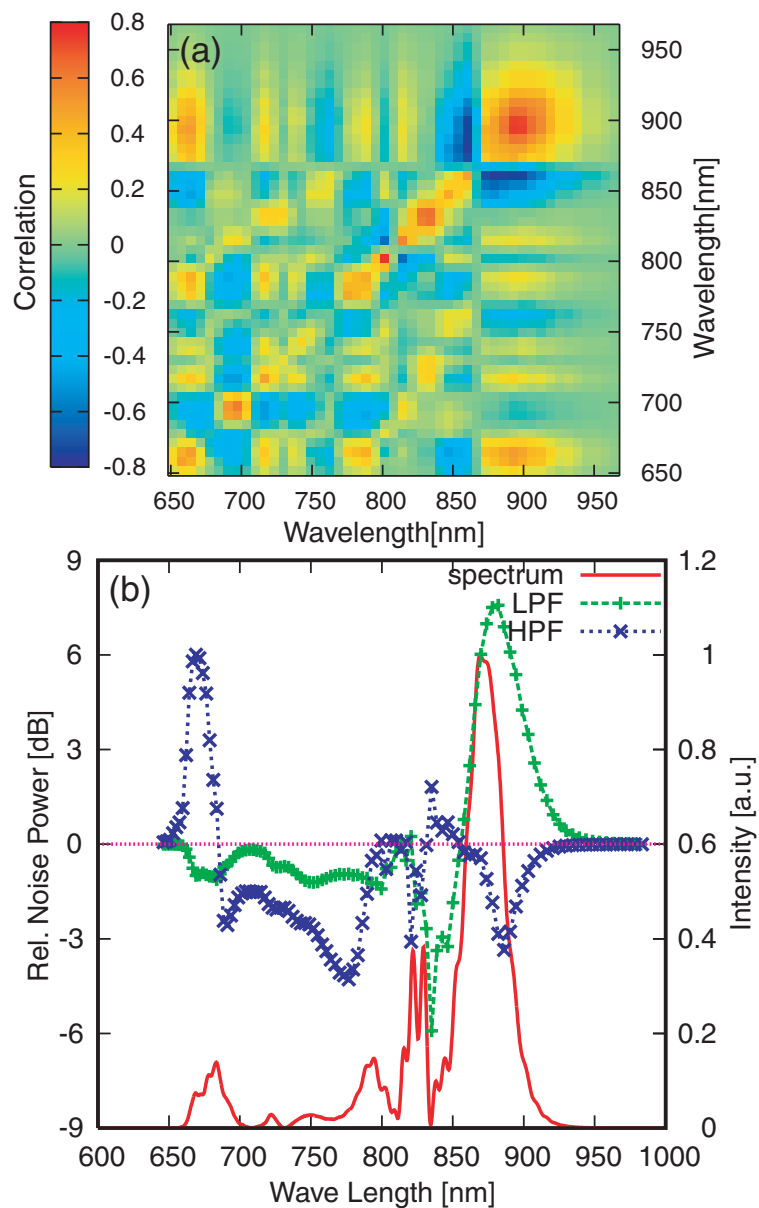 (a)
0.8
0.6
0.4
0.2
0
-0.2
-0.4
-0.6
-0.8
Correlation
950
900
850
800
750
700
650
Wavelength[nm]
650 700 750 800 850 900 950
Wavelength[nm]
(b)
spectrum
LPF
HPF
9
6
3
0
-3
-6
-9
Rel. Noise Power [dB]
1.2
1
0.8
0.6
0.4
0.2
0
Intensity [a.u.]
600 650 700 750 800 850 900 950 1000
Wave Length [nm]